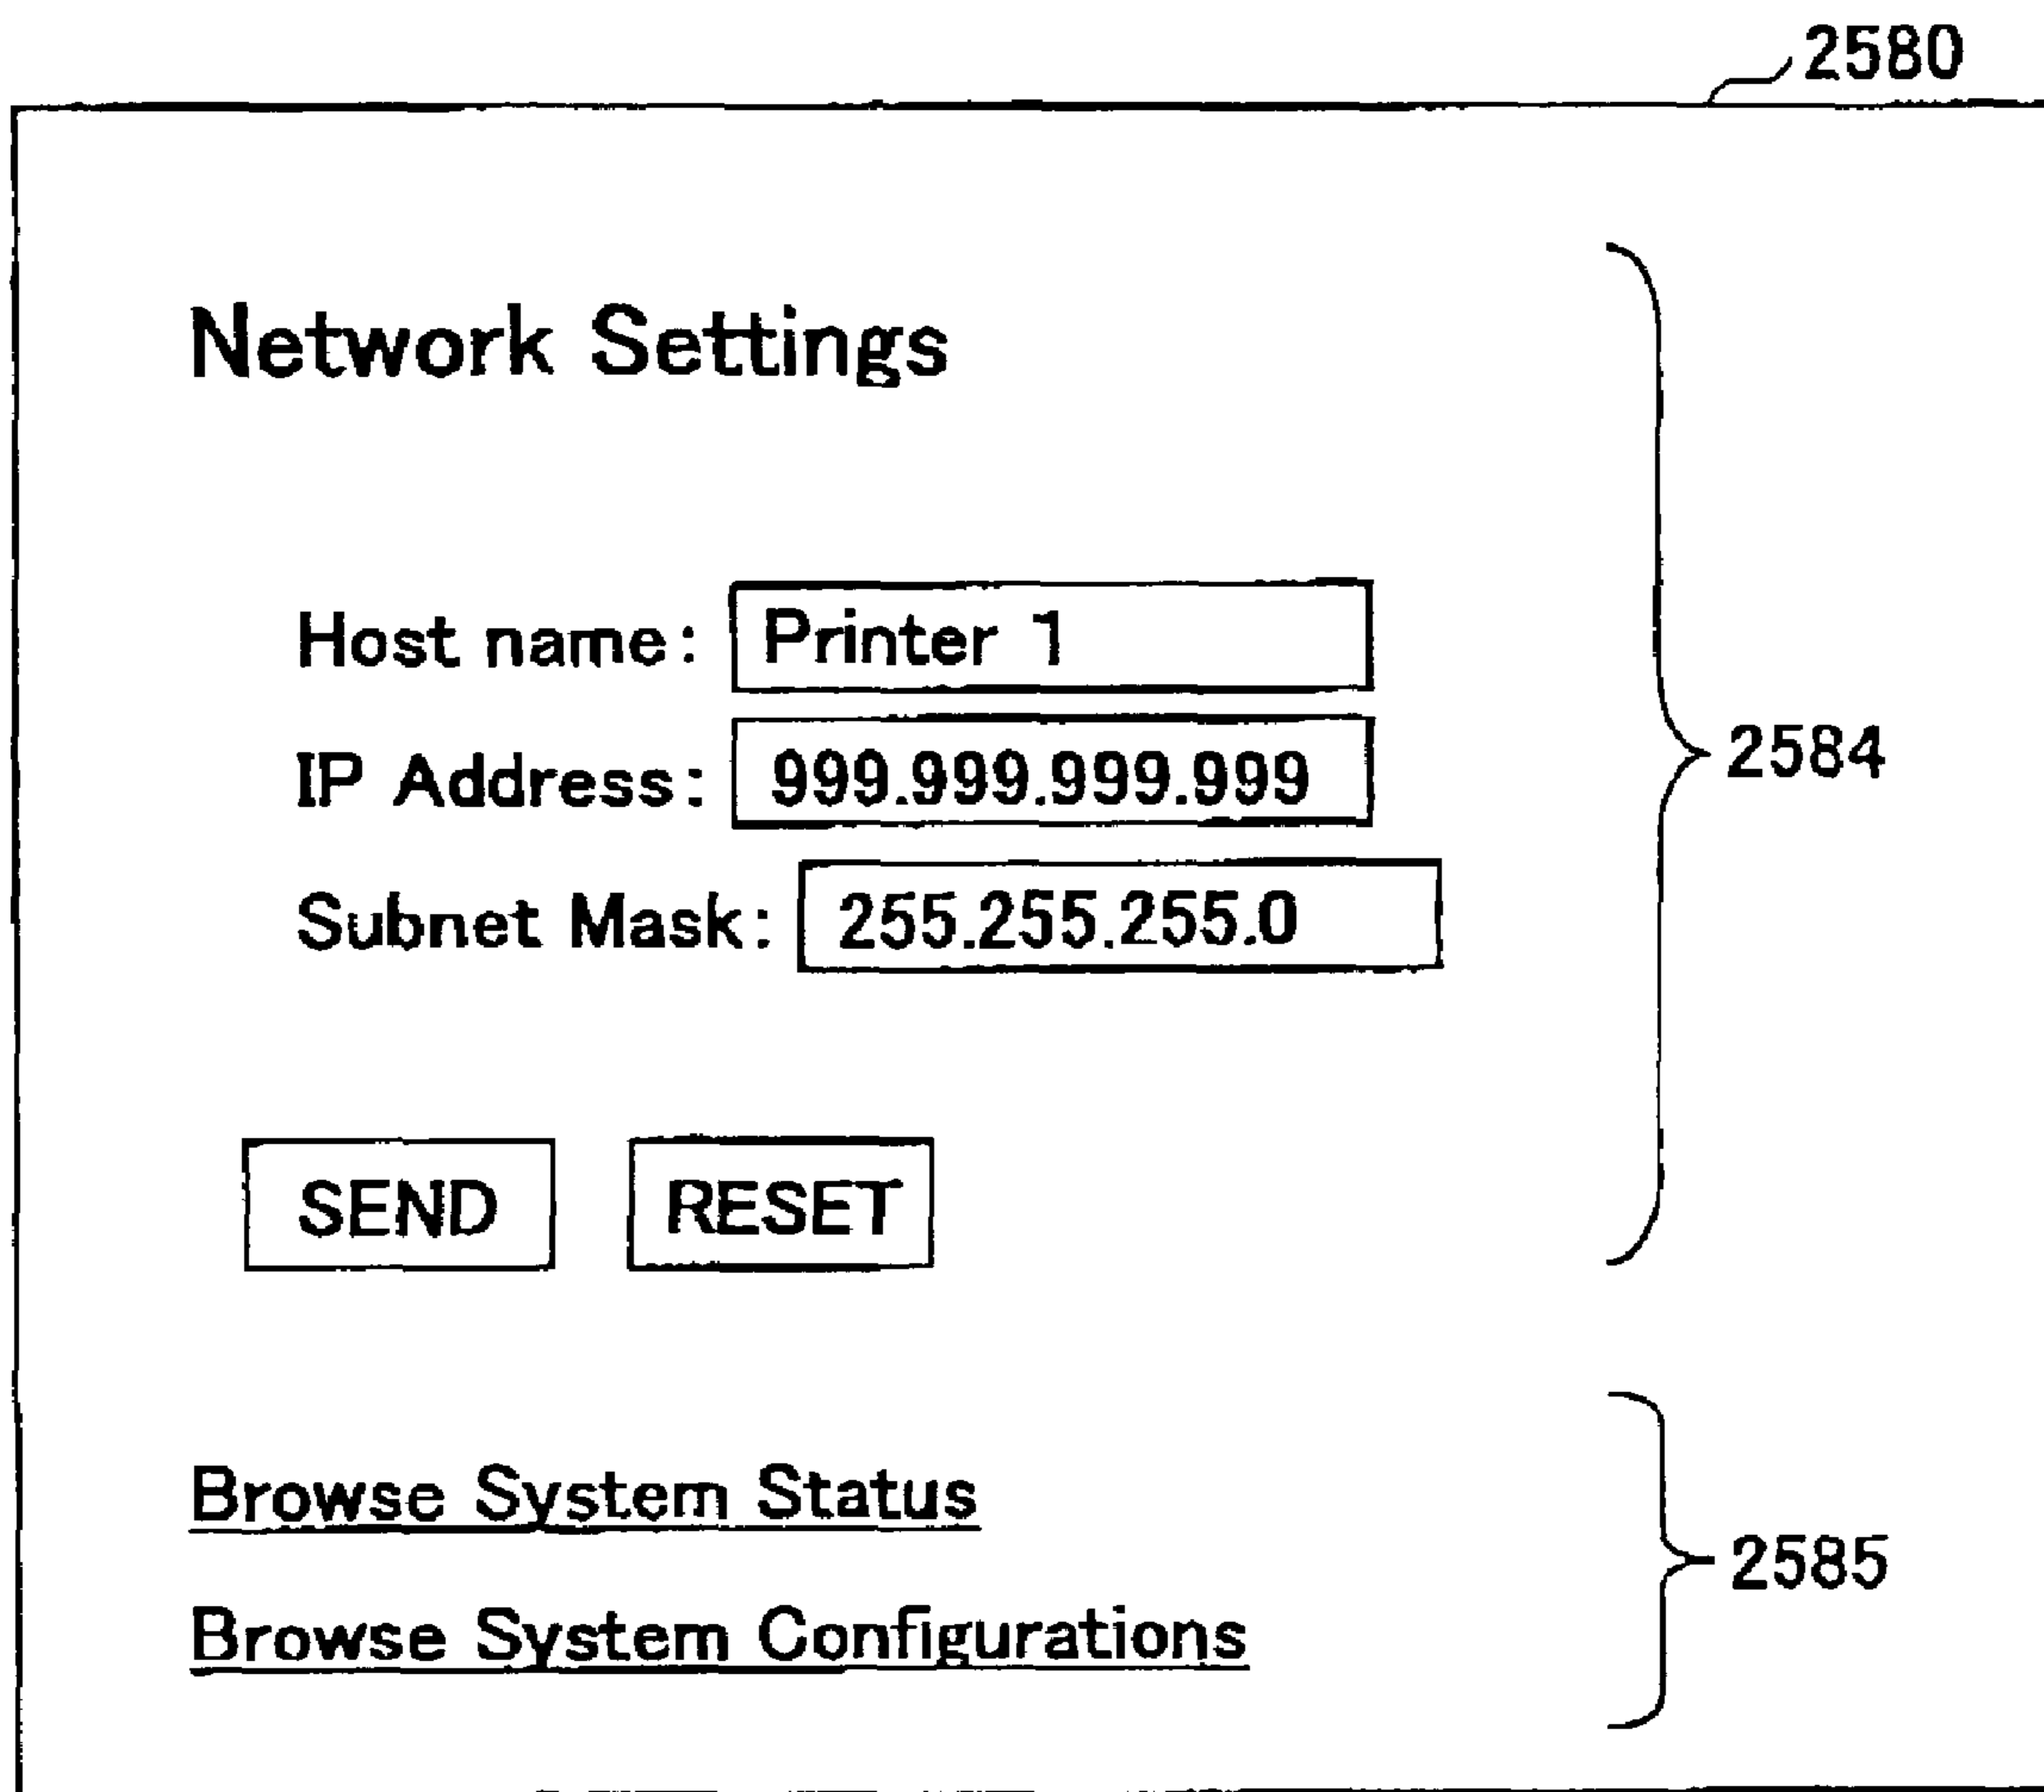 2580
Network Settings
Host name: Printer 1
IP Address: 999.999.999.999
2584
Subnet Mask: 255.255.255.0
SEND RESET
Browse System Status
2585
Browse System Configurations